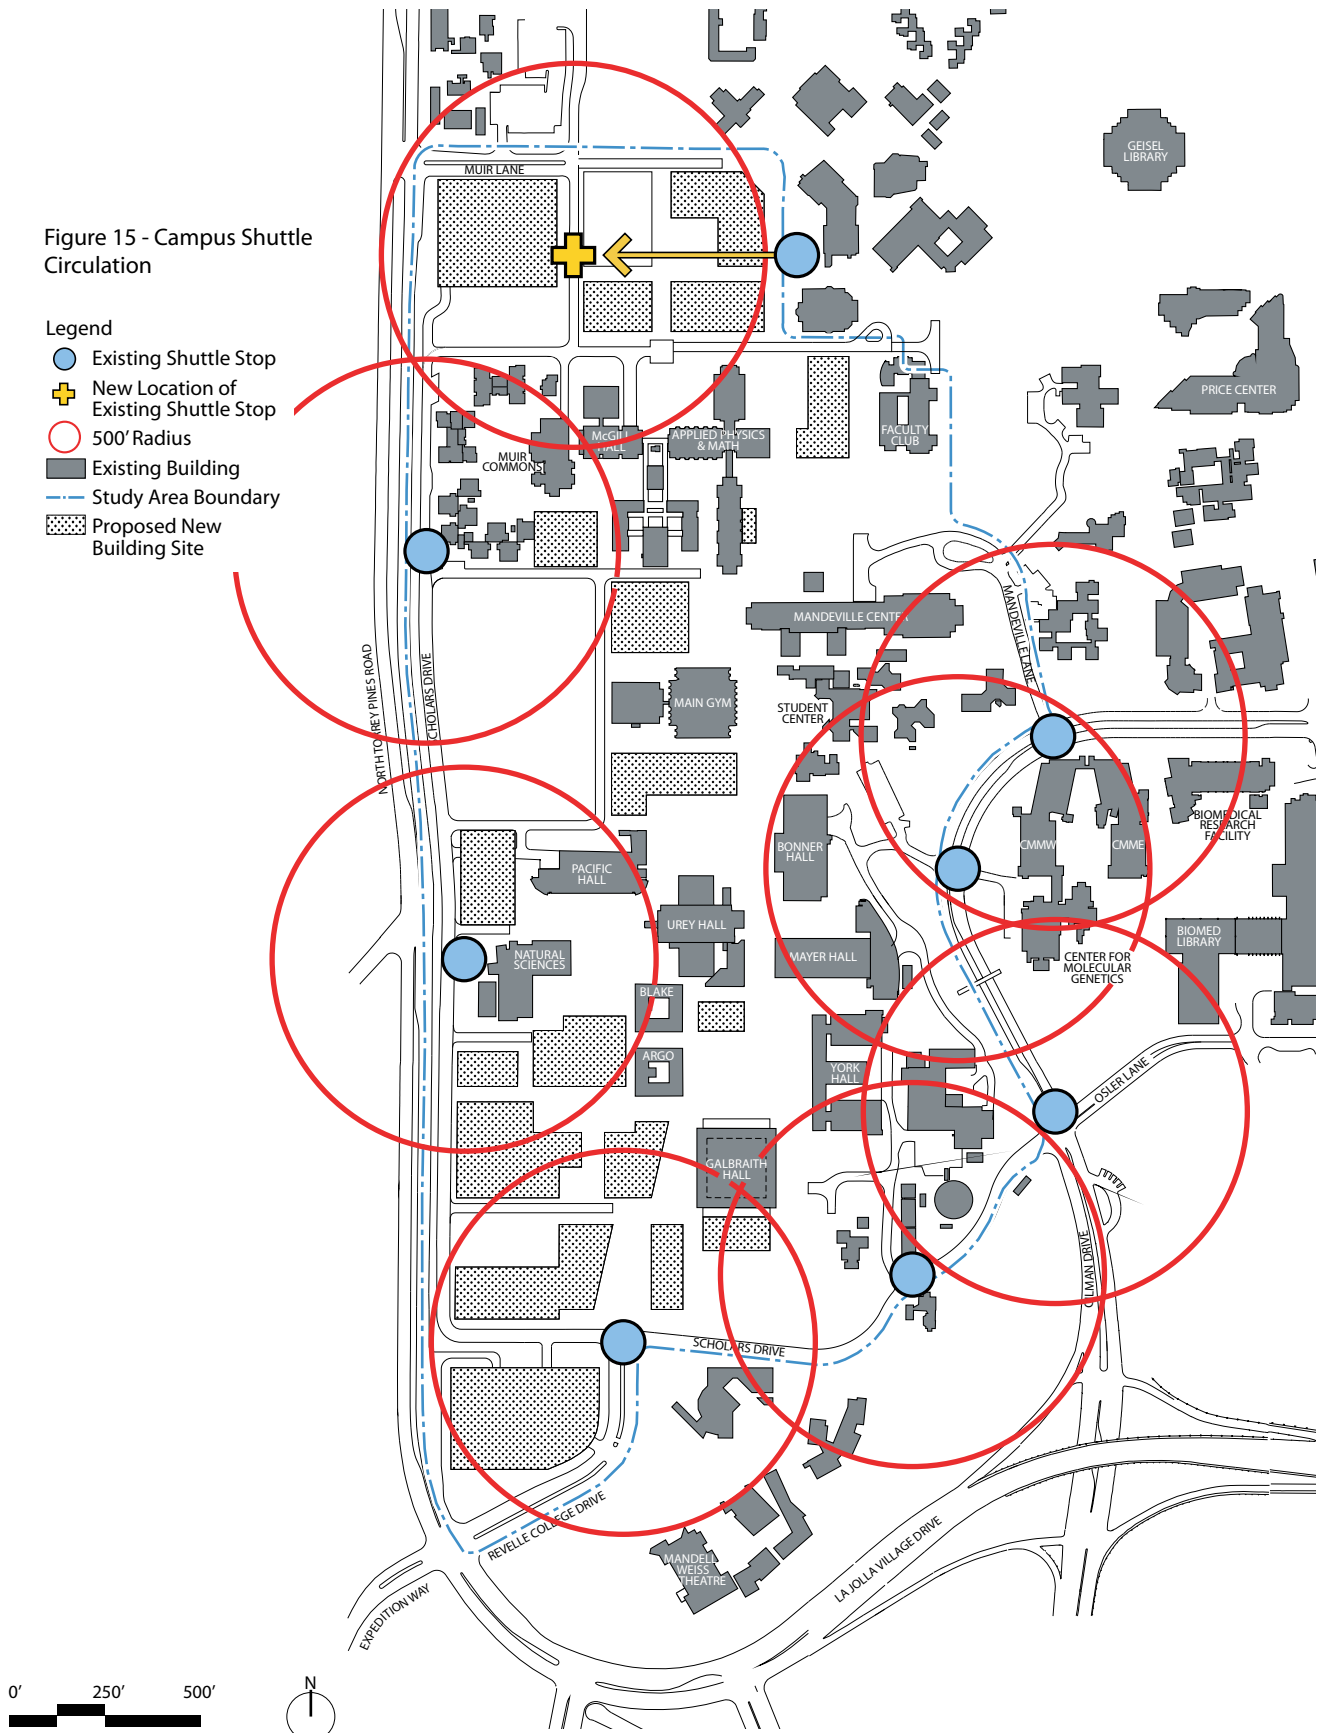 GEISEL
LIBRARY
MUIR LANE
Figure 15 - Campus Shuttle
Circulation
Legend
Existing Shuttle Stop
New Location of
Existing Shuttle Stop
500' Radius
Existing Building
Study Area Boundary
Proposed New
Building Site
PRICE CENTER
McGILL
HALL
APPLIED PHYSICS
& MATH
FACULTY
CLUB
MUIR
COMMONS
MANDEVILLE CENTER
MANDEVILLE LANE
NORTH TORREY PINES ROAD
SCHOLARS DRIVE
MAIN GYM
STUDENT
CENTER
BIOMEDICAL
RESEARCH
FACILITY
BONNER
HALL
CMMW
CMME
PACIFIC
HALL
UREY HALL
BIOMED
LIBRARY
NATURAL
SCIENCES
MAYER HALL
CENTER FOR
MOLECULAR
GENETICS
BLAKE
ARGO
YORK
HALL
OSLER LANE
GALBRAITH
HALL
GILMAN DRIVE
SCHOLARS DRIVE
REVELLE COLLEGE DRIVE
MANDELL
WEISS
THEATRE
LA JOLLA VILLAGE DRIVE
EXPEDITION WAY
0' 250' 500'
N